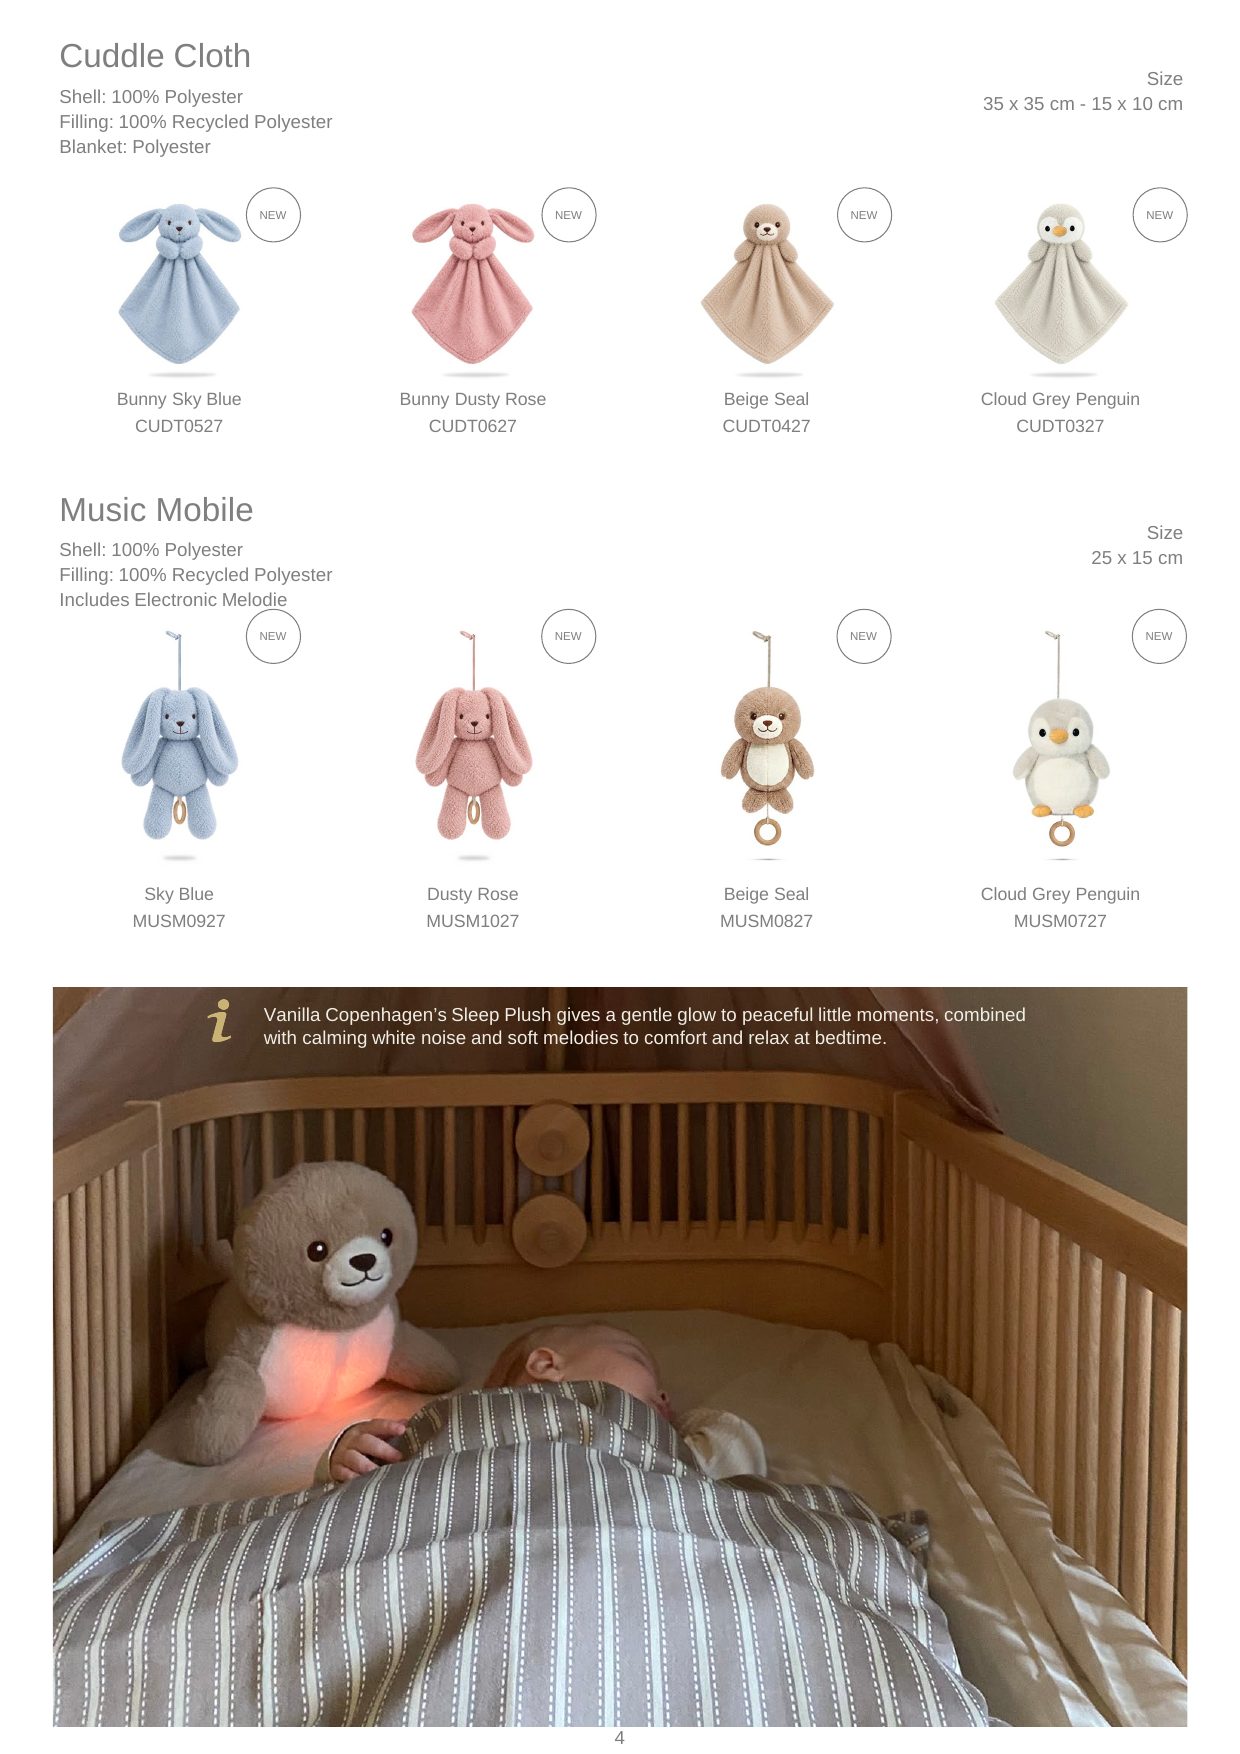 Cuddle Cloth
Shell: 100% Polyester
Filling: 100% Recycled Polyester
Blanket: Polyester
Size
35 x 35 cm - 15 x 10 cm
NEW
NEW
NEW
NEW
Bunny Sky Blue
CUDT0527
Bunny Dusty Rose
CUDT0627
Beige Seal
CUDT0427
Cloud Grey Penguin
CUDT0327
Music Mobile
Shell: 100% Polyester
Filling: 100% Recycled Polyester
Includes Electronic Melodie
Size
25 x 15 cm
NEW
NEW
NEW
NEW
Sky Blue
MUSM0927
Dusty Rose
MUSM1027
Beige Seal
MUSM0827
Cloud Grey Penguin
MUSM0727
i
Vanilla Copenhagen’s Sleep Plush gives a gentle glow to peaceful little moments, combined
with calming white noise and soft melodies to comfort and relax at bedtime.
4